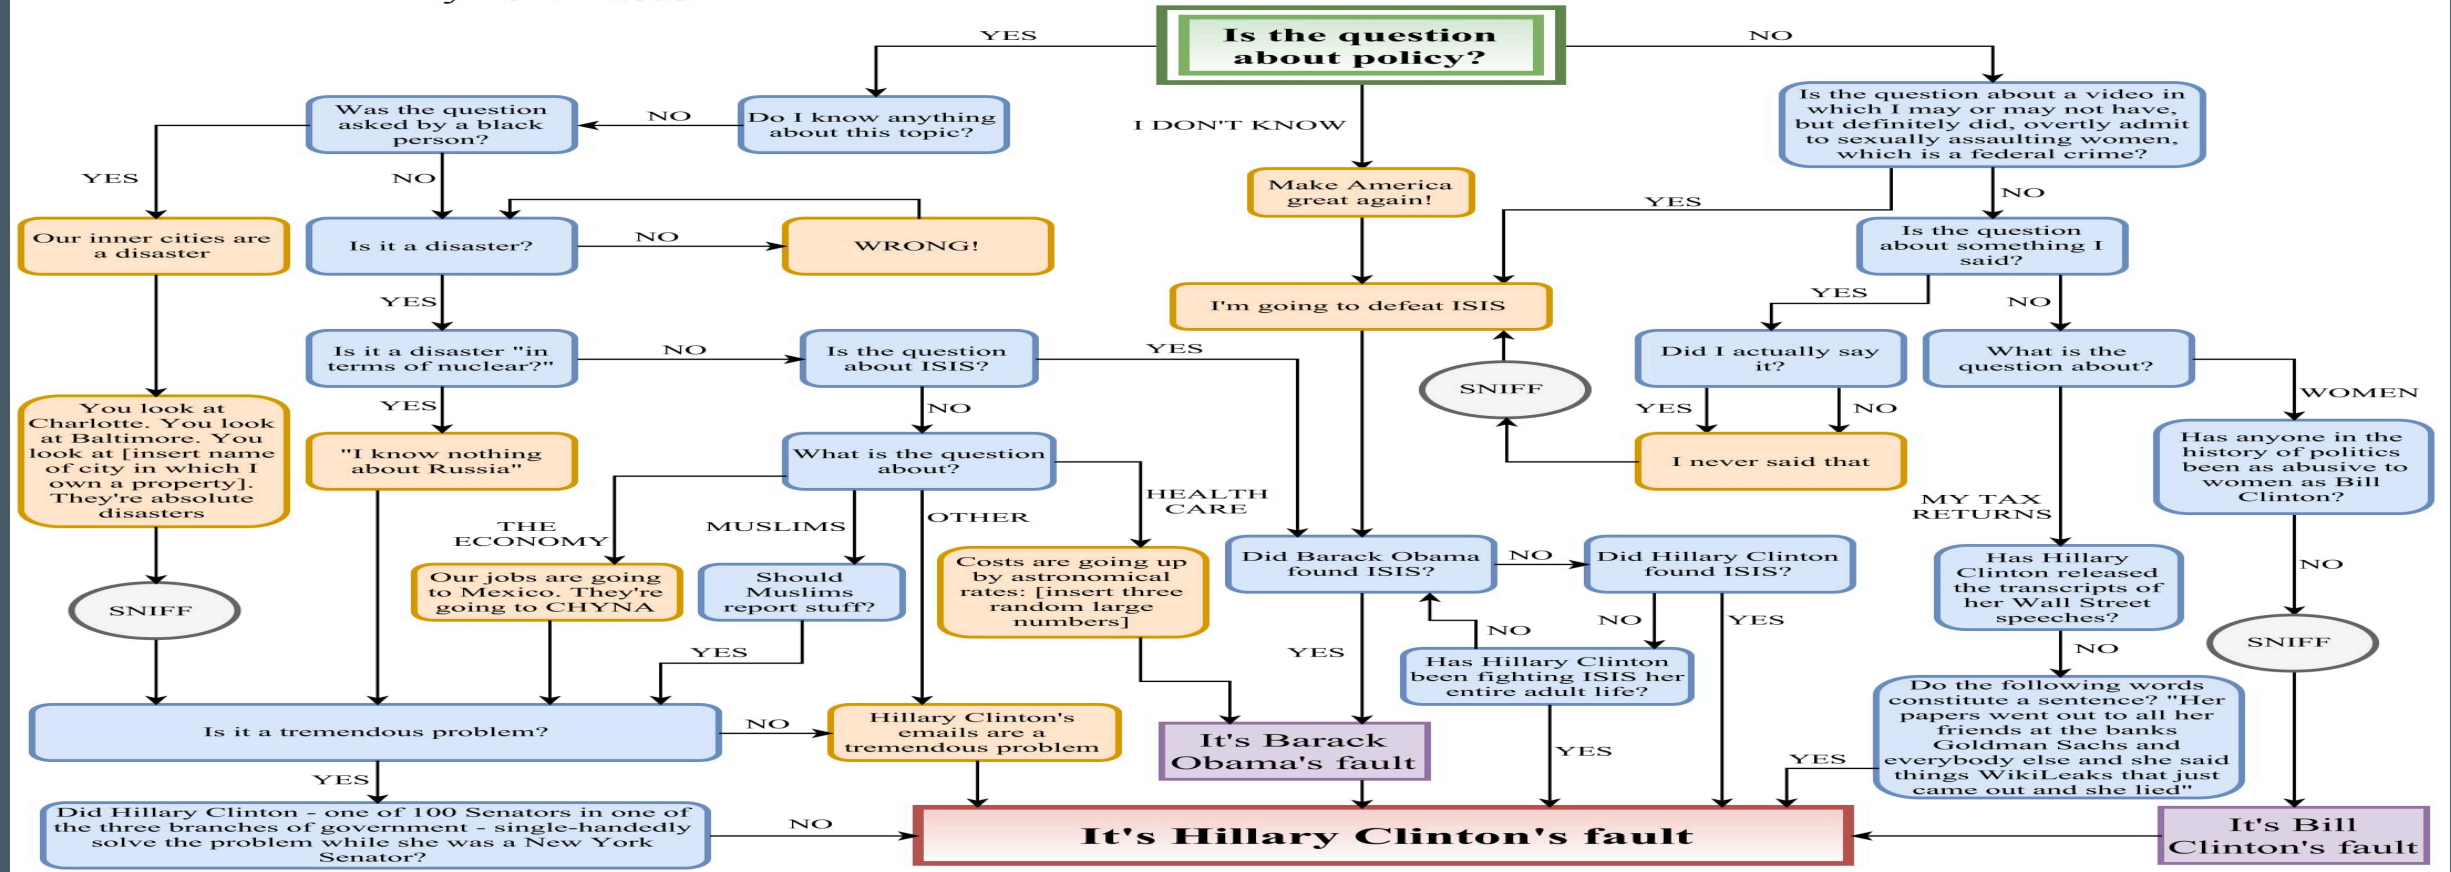 Is the question
about policy?
YES
NO
I DON'T KNOW
Do I know anything
about this topic?
NO
Was the question
asked by a black
person?
YES
NO
Our inner cities are
a disaster
Is it a disaster?
NO
WRONG!
YES
Is it a disaster "in
terms of nuclear?"
NO
Is the question
about ISIS?
YES
YES
NO
You look at
Charlotte. You look
at Baltimore. You
look at [insert name
of city in which I
own a property].
They're absolute
disasters
"I know nothing
about Russia"
What is the question
about?
THE
ECONOMY
MUSLIMS
OTHER
HEALTH
CARE
Our jobs are going
to Mexico. They're
going to CHYNA
Should
Muslims
report stuff?
Costs are going up
by astronomical
rates: [insert three
random large
numbers]
SNIFF
YES
Is it a tremendous problem?
NO
Hillary Clinton's
emails are a
tremendous problem
YES
Did Hillary Clinton - one of 100 Senators in one of
the three branches of government - single-handedly
solve the problem while she was a New York
Senator?
NO
Make America
great again!
I'm going to defeat ISIS
SNIFF
Did Barack Obama
found ISIS?
NO
Did Hillary Clinton
found ISIS?
YES
NO
NO
YES
Has Hillary Clinton
been fighting ISIS her
entire adult life?
YES
It's Barack
Obama's fault
Is the question about a video in
which I may or may not have,
but definitely did, overtly admit
to sexually assaulting women,
which is a federal crime?
YES
NO
Is the question
about something I
said?
YES
NO
Did I actually say
it?
YES
NO
I never said that
What is the
question about?
WOMEN
MY TAX
RETURNS
Has anyone in the
history of politics
been as abusive to
women as Bill
Clinton?
NO
SNIFF
Has Hillary
Clinton released
the transcripts of
her Wall Street
speeches?
NO
Do the following words
constitute a sentence? "Her
papers went out to all her
friends at the banks
Goldman Sachs and
everybody else and she said
things WikiLeaks that just
came out and she lied"
YES
It's Bill
Clinton's fault
It's Hillary Clinton's fault